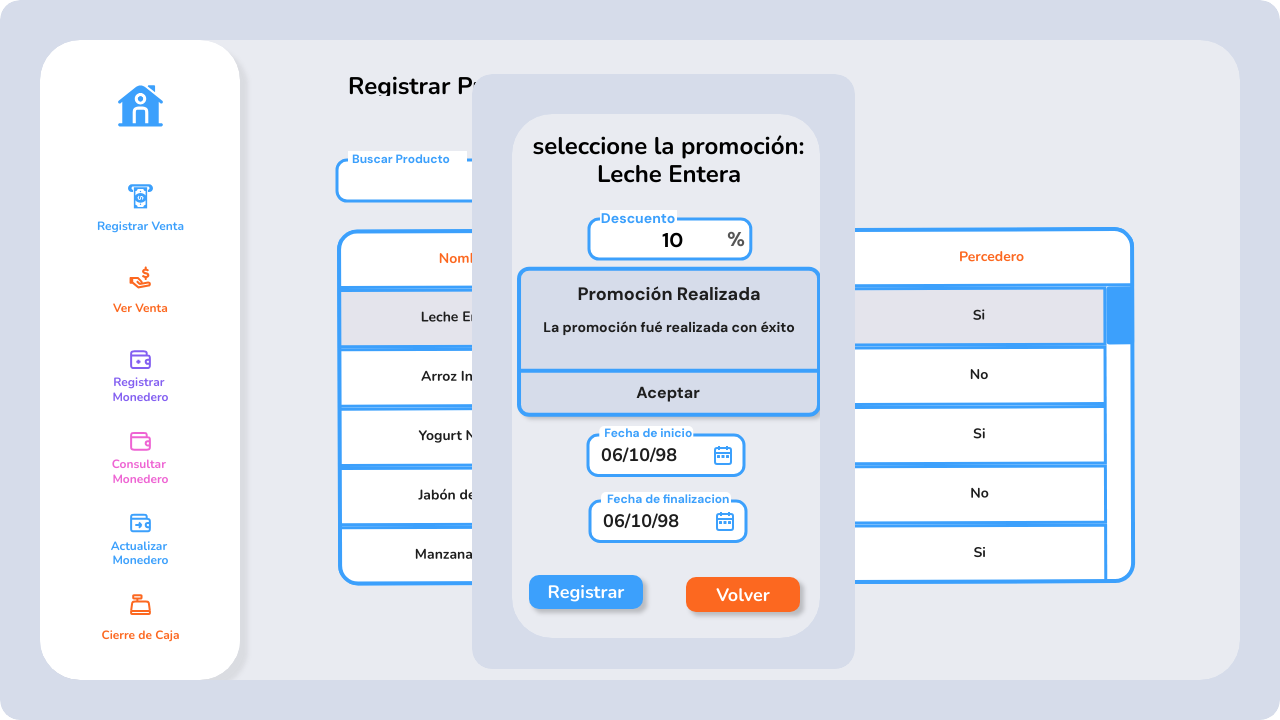 Registrar Venta
Ver Venta
Registrar
Monedero
Consultar
Monedero
Actualizar
Monedero
Cierre de Caja
Registrar P
Buscar Producto
Nom
Leche E
Arroz In
Yogurt N
Jabón de
Manzana
seleccione la promoción:
Leche Entera
Descuento
10 %
Promoción Realizada
La promoción fué realizada con éxito
Aceptar
Fecha de inicio
06/10/98
Fecha de finalizacion
06/10/98
Registrar
Volver
Percedero
Si
No
Si
No
Si